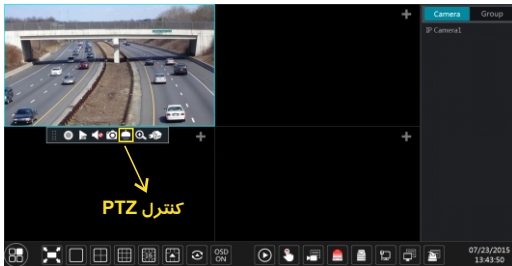 Camera Group
IP Camera1
کنترل PTZ
OSD
ON
07/23/2015
13:43:50